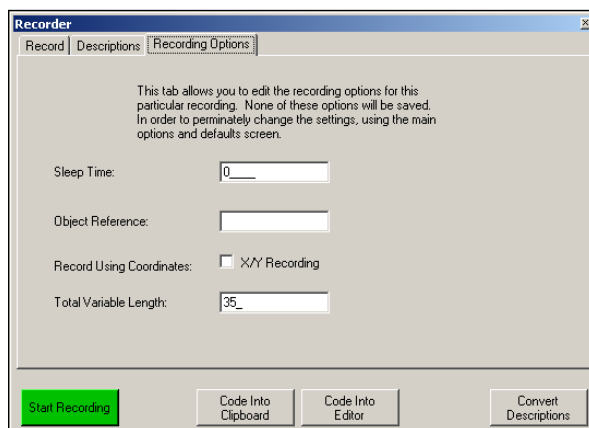 Recorder
Record Descriptions Recording Options
This tab allows you to edit the recording options for this
particular recording. None of these options will be saved.
In order to perminately change the settings, using the main
options and defaults screen.
Sleep Time: 0____
Object Reference:
Record Using Coordinates: X/Y Recording
Total Variable Length: 35_
Start Recording
Code Into
Clipboard
Code Into
Editor
Convert
Descriptions